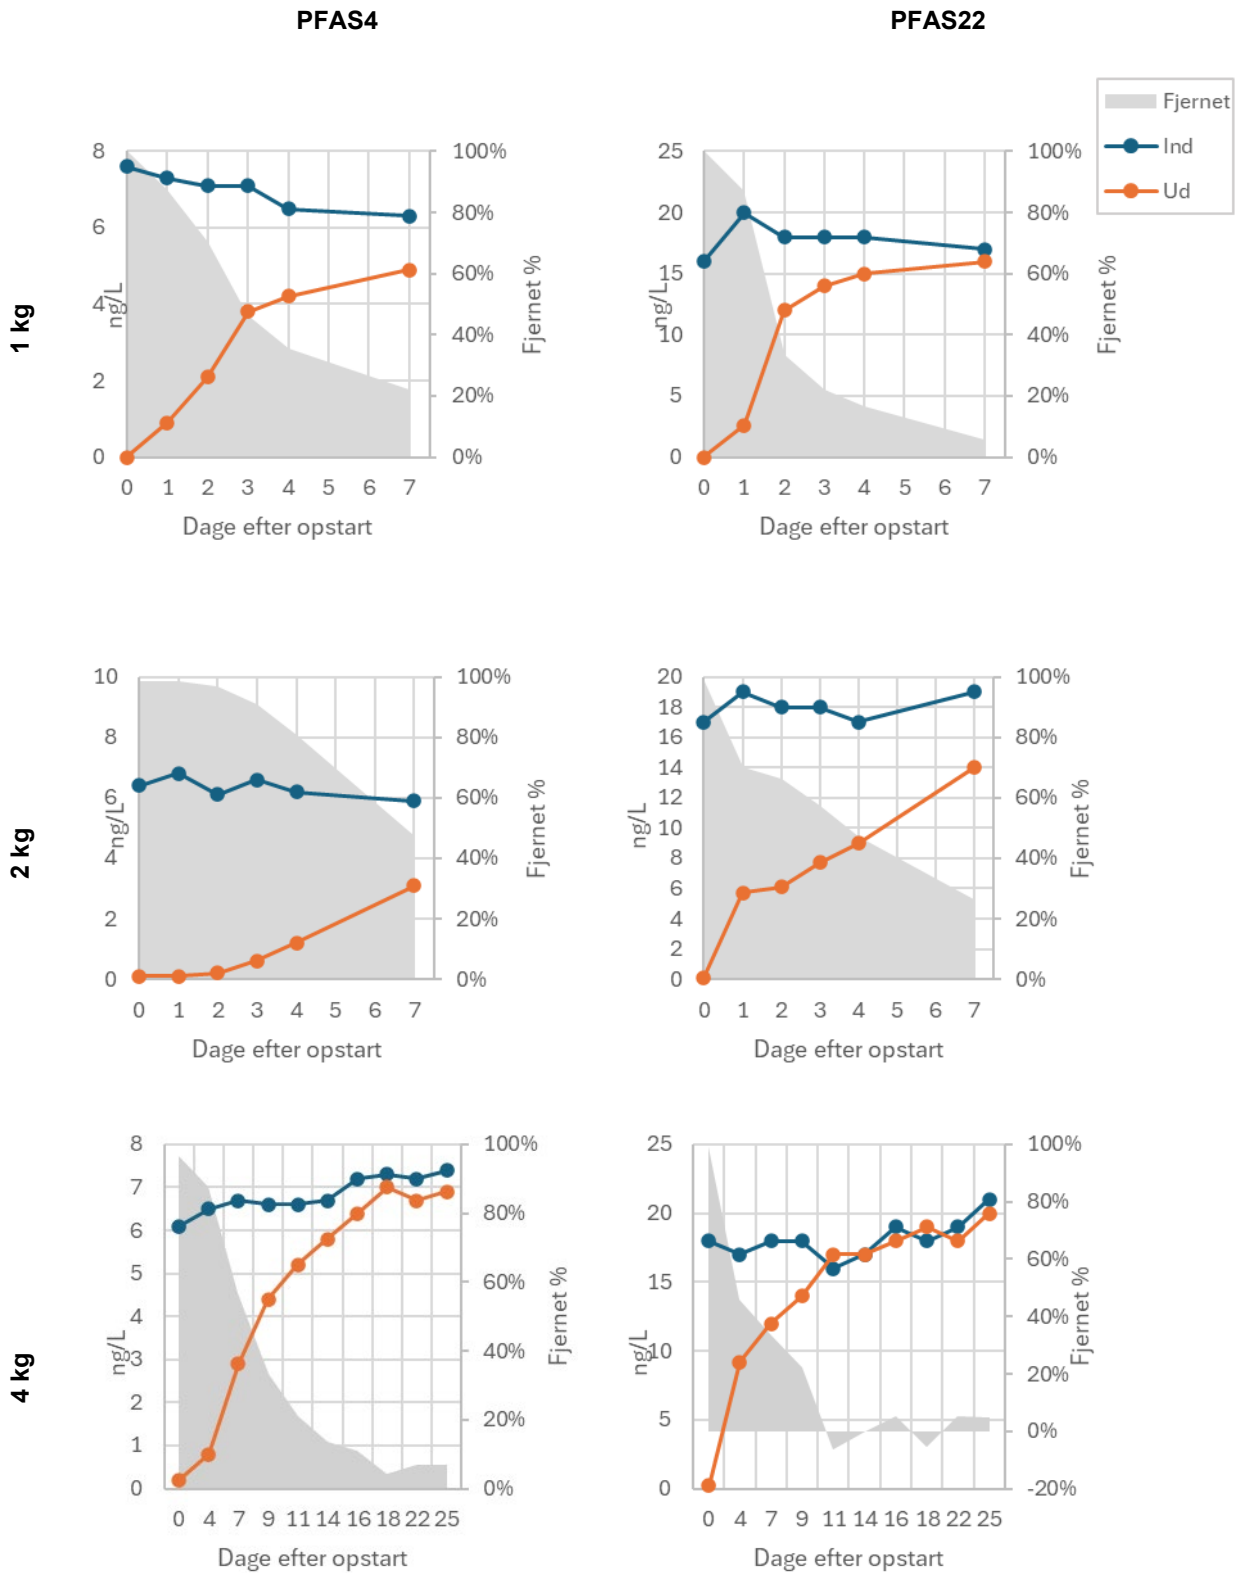 PFAS4
PFAS22
Fjernet
Ind
Ud
1 kg
8
6
4
2
0
ng/L
100%
80%
60%
40%
20%
0%
Fjernet %
0 1 2 3 4 5 6 7
Dage efter opstart
25
20
15
10
5
0
ng/L
100%
80%
60%
40%
20%
0%
Fjernet %
0 1 2 3 4 5 6 7
Dage efter opstart
2 kg
10
8
6
4
2
0
ng/L
100%
80%
60%
40%
20%
0%
Fjernet %
0 1 2 3 4 5 6 7
Dage efter opstart
20
18
16
14
12
10
8
6
4
2
0
ng/L
100%
80%
60%
40%
20%
0%
Fjernet %
0 1 2 3 4 5 6 7
Dage efter opstart
4 kg
8
7
6
5
4
3
2
1
0
ng/L
100%
80%
60%
40%
20%
0%
Fjernet %
0 4 7 9 11 14 16 18 22 25
Dage efter opstart
25
20
15
10
5
0
ng/L
100%
80%
60%
40%
20%
0%
-20%
Fjernet %
0 4 7 9 11 14 16 18 22 25
Dage efter opstart